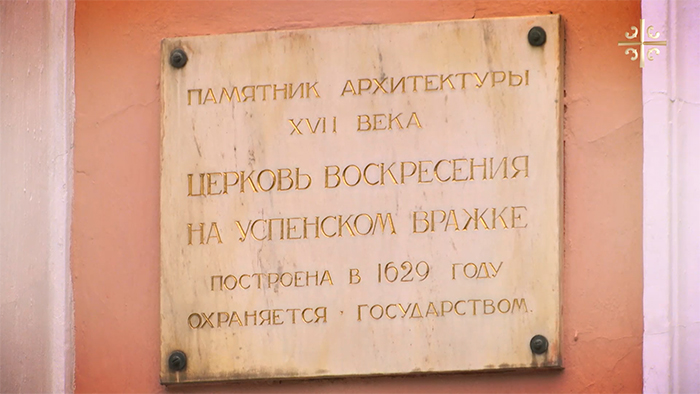 ПАМЯТНИК АРХИТЕКТУРЫ
XVII ВЕКА
ЦЕРКОВЬ ВОСКРЕСЕНИЯ
НА УСПЕНСКОМ ВРАЖКЕ
ПОСТРОЕНА В 1629 ГОДУ
ОХРАНЯЕТСЯ ГОСУДАРСТВОМ.